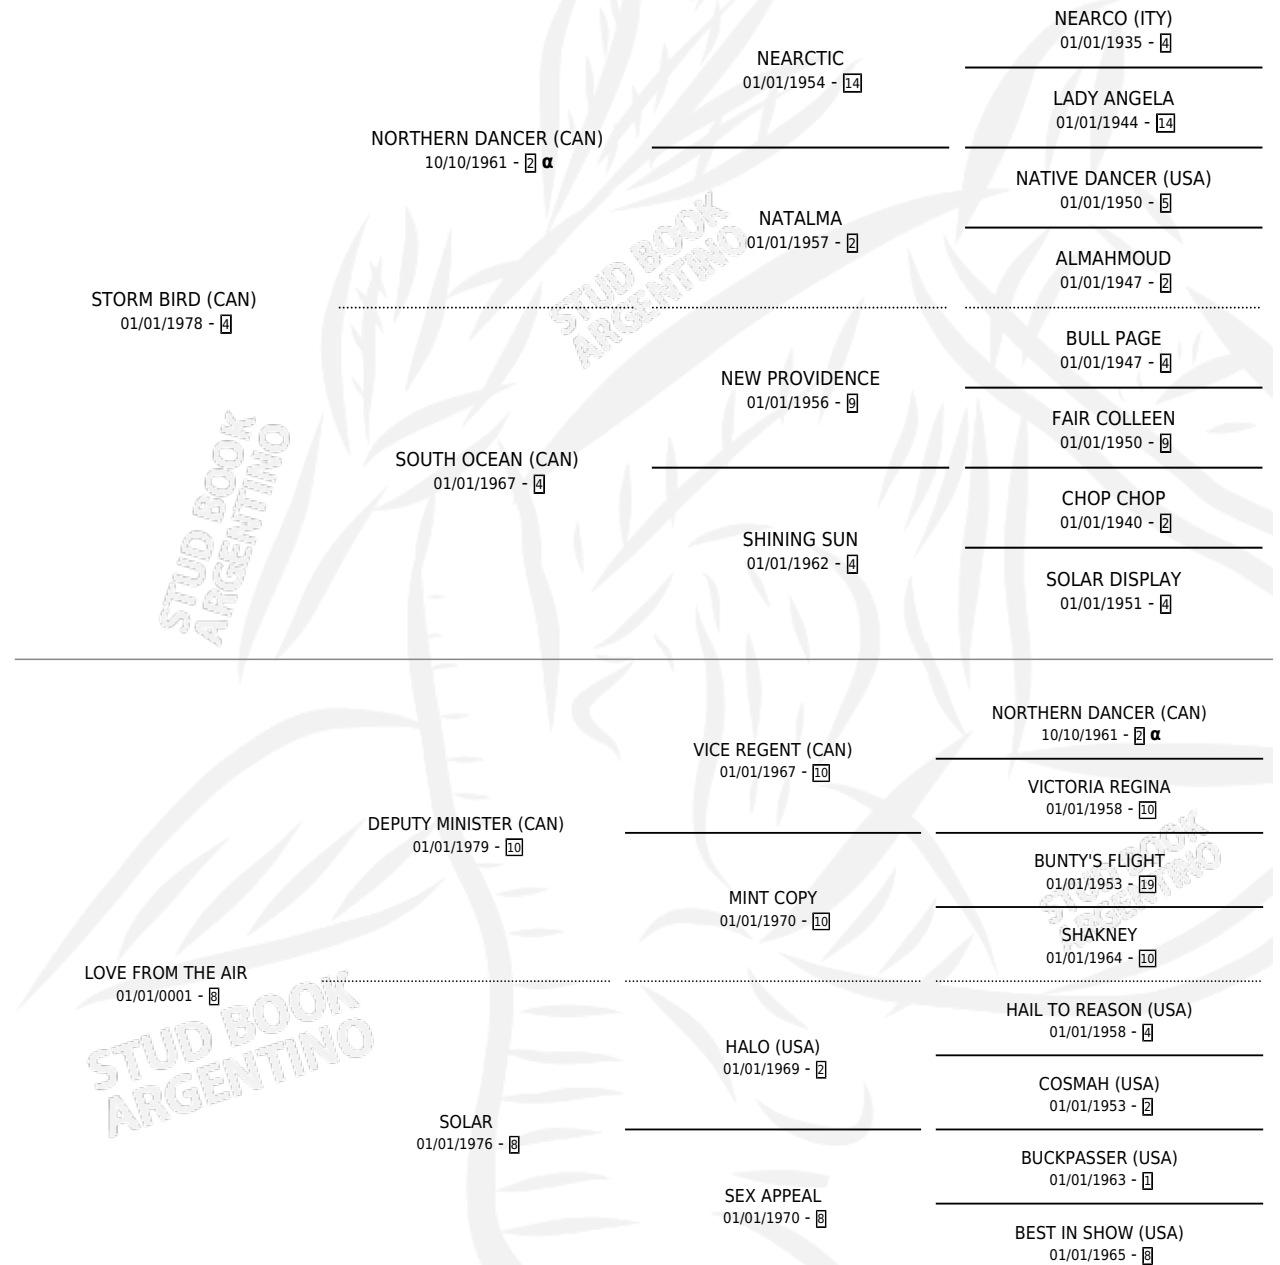 NEARCO (ITY)
01/01/1935 - 4
NEARCTIC
01/01/1954 - 14
LADY ANGELA
01/01/1944 - 14
NORTHERN DANCER (CAN)
10/10/1961 - 2 α
NATIVE DANCER (USA)
01/01/1950 - 5
NATALMA
01/01/1957 - 2
ALMAHMOUD
01/01/1947 - 2
STORM BIRD (CAN)
01/01/1978 - 4
BULL PAGE
01/01/1947 - 4
NEW PROVIDENCE
01/01/1956 - 9
FAIR COLLEEN
01/01/1950 - 9
SOUTH OCEAN (CAN)
01/01/1967 - 4
CHOP CHOP
01/01/1940 - 2
SHINING SUN
01/01/1962 - 4
SOLAR DISPLAY
01/01/1951 - 4
NORTHERN DANCER (CAN)
10/10/1961 - 2 α
VICE REGENT (CAN)
01/01/1967 - 10
VICTORIA REGINA
01/01/1958 - 10
DEPUTY MINISTER (CAN)
01/01/1979 - 10
BUNTY'S FLIGHT
01/01/1953 - 19
MINT COPY
01/01/1970 - 10
SHAKNEY
01/01/1964 - 10
LOVE FROM THE AIR
01/01/0001 - 8
HAIL TO REASON (USA)
01/01/1958 - 4
HALO (USA)
01/01/1969 - 2
COSMAH (USA)
01/01/1953 - 2
SOLAR
01/01/1976 - 8
BUCKPASSER (USA)
01/01/1963 - 1
SEX APPEAL
01/01/1970 - 8
BEST IN SHOW (USA)
01/01/1965 - 8
STUD BOOK
ARGENTINO
STUD BOOK
ARGENTINO
STUD BOOK
ARGENTINO
STUD BOOK
ARGENTINO